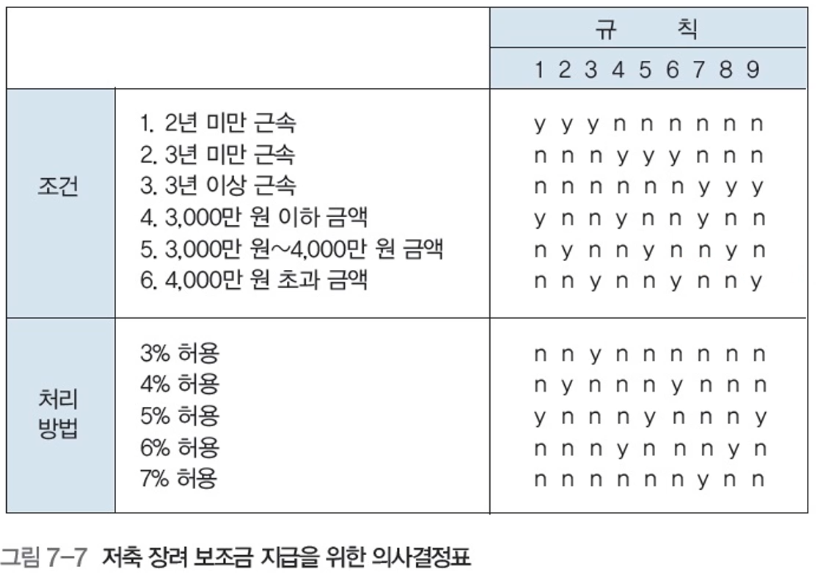 규 칙
1 2 3 4 5 6 7 8 9
조건
1. 2년 미만 근속 y y y n n n n n n
2. 3년 미만 근속 n n n y y y n n n
3. 3년 이상 근속 n n n n n n y y y
4. 3,000만 원 이하 금액 y n n y n n y n n
5. 3,000만 원~4,000만 원 금액 n y n n y n n y n
6. 4,000만 원 초과 금액 n n y n n y n n y
처리
방법
3% 허용 n n y n n n n n n
4% 허용 n y n n n y n n n
5% 허용 y n n n y n n n y
6% 허용 n n n y n n n y n
7% 허용 n n n n n n y n n
그림 7-7 저축 장려 보조금 지급을 위한 의사결정표